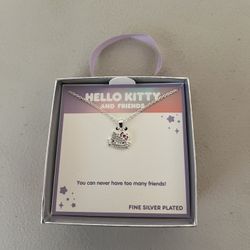 HELLO KITTY
AND FRIENDS
You can never have too many friends!
FINE SILVER PLATED